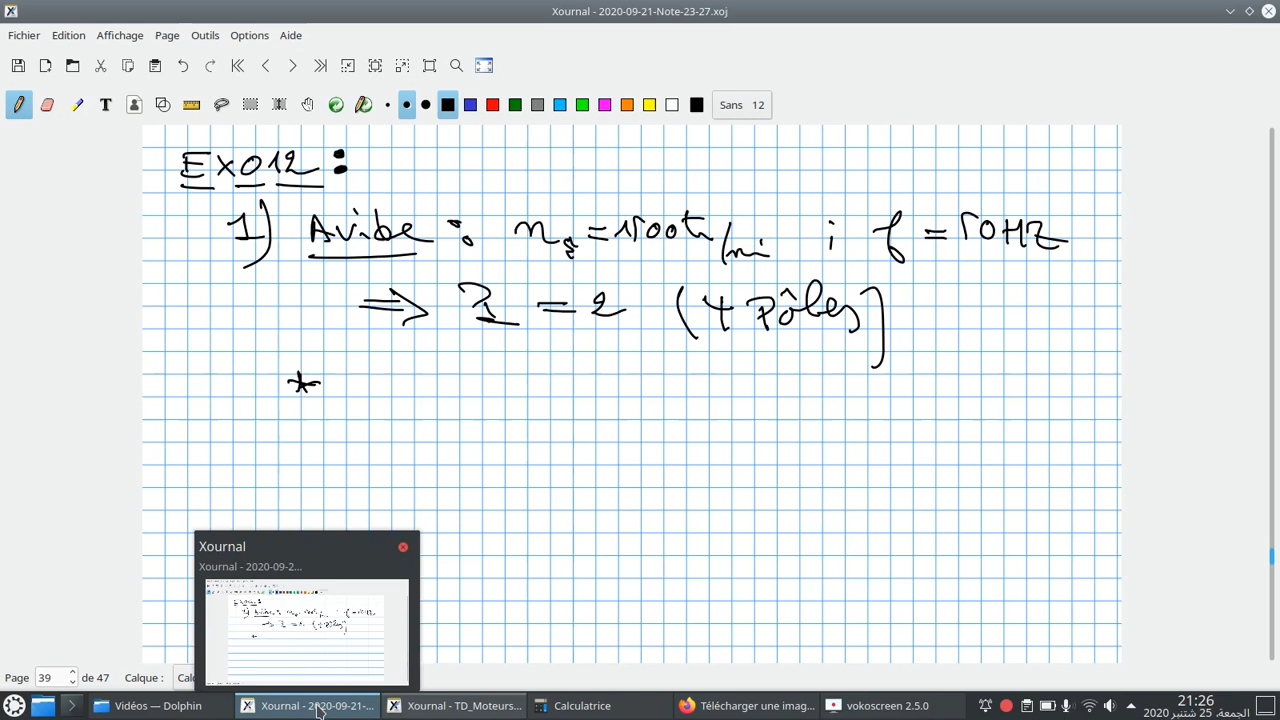 Xournal - 2020-09-21-Note-23-27.xoj
Fichier Edition Affichage Page Outils Options Aide
Sans 12
Exo12 :
1) Avide : ns = 1500tr/mi ; f = 50Hz
⇒ = 2 (4 pôles)
*
Xournal
Xournal - 2020-09-2...
Page 39 de 47 Calque : Cal
Vidéos — Dolphin
Xournal - 2020-09-21-...
Xournal - TD_Moteurs...
Calculatrice
Télécharger une imag...
vokoscreen 2.5.0
21:26
الجمعة, 25 شتنبر 2020